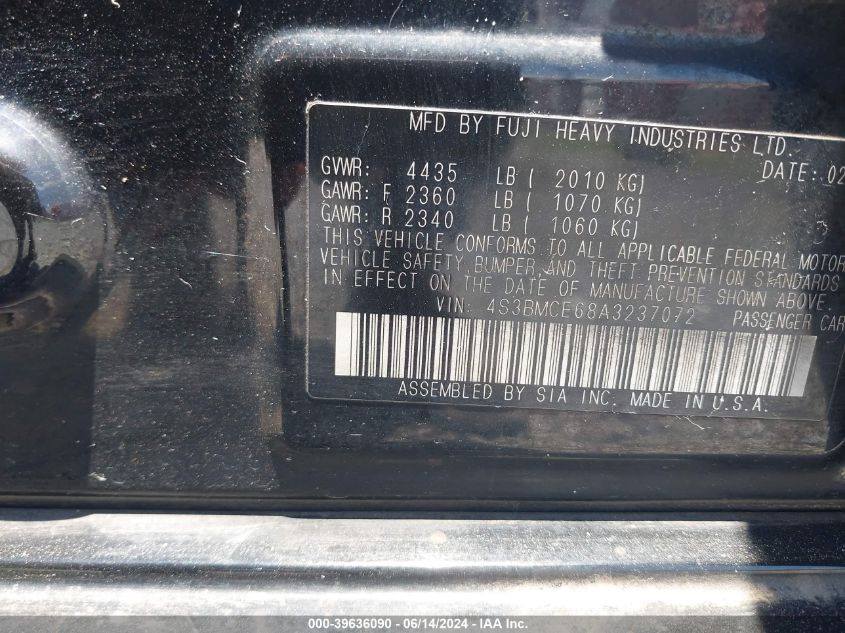 MFD BY FUJI HEAVY INDUSTRIES LTD.
GVWR: 4435 LB ( 2010 KG) DATE: 02
GAWR: F 2360 LB ( 1070 KG)
GAWR: R 2340 LB ( 1060 KG)
THIS VEHICLE CONFORMS TO ALL APPLICABLE FEDERAL MOTOR
VEHICLE SAFETY, BUMPER, AND THEFT PREVENTION STANDARDS
IN EFFECT ON THE DATE OF MANUFACTURE SHOWN ABOVE.
VIN: 4S3BMCE68A3237072 PASSENGER CAR
ASSEMBLED BY SIA INC. MADE IN U.S.A.
000-39636090 - 06/14/2024 - IAAI.COM